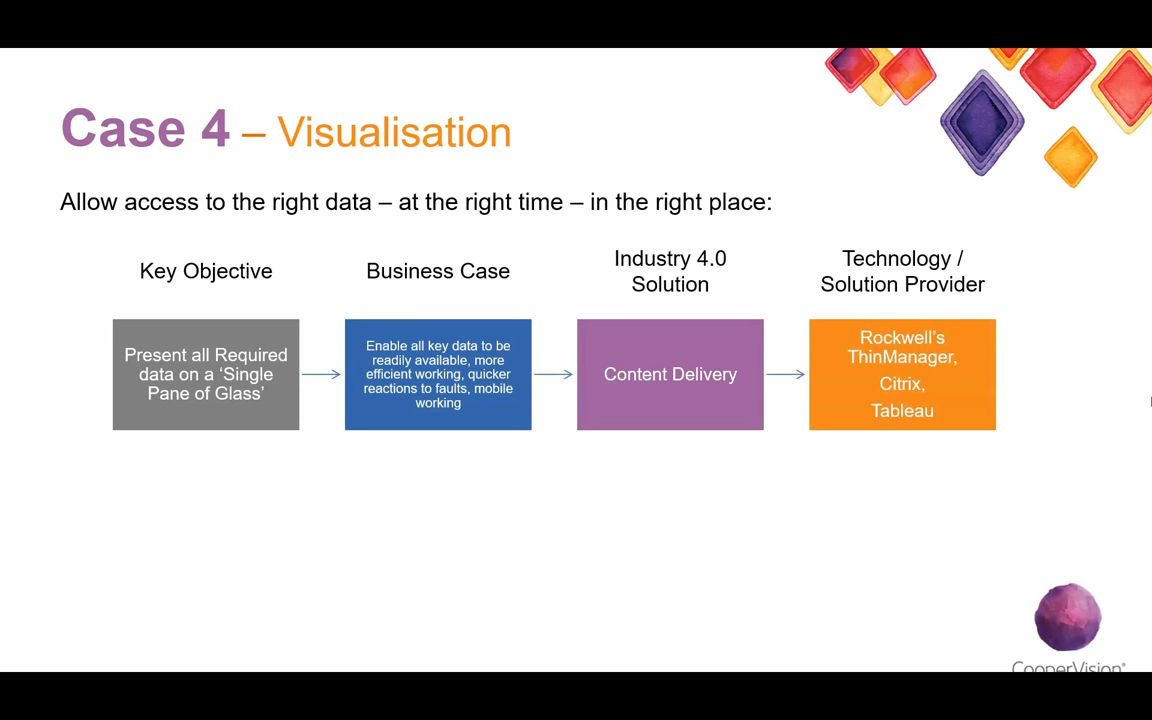 Case 4 – Visualisation
Allow access to the right data – at the right time – in the right place:
Key Objective
Business Case
Industry 4.0
Solution
Technology /
Solution Provider
Present all Required
data on a ‘Single
Pane of Glass’
Enable all key data to be
readily available, more
efficient working, quicker
reactions to faults, mobile
working
Content Delivery
Rockwell’s
ThinManager,
Citrix,
Tableau
CooperVision®